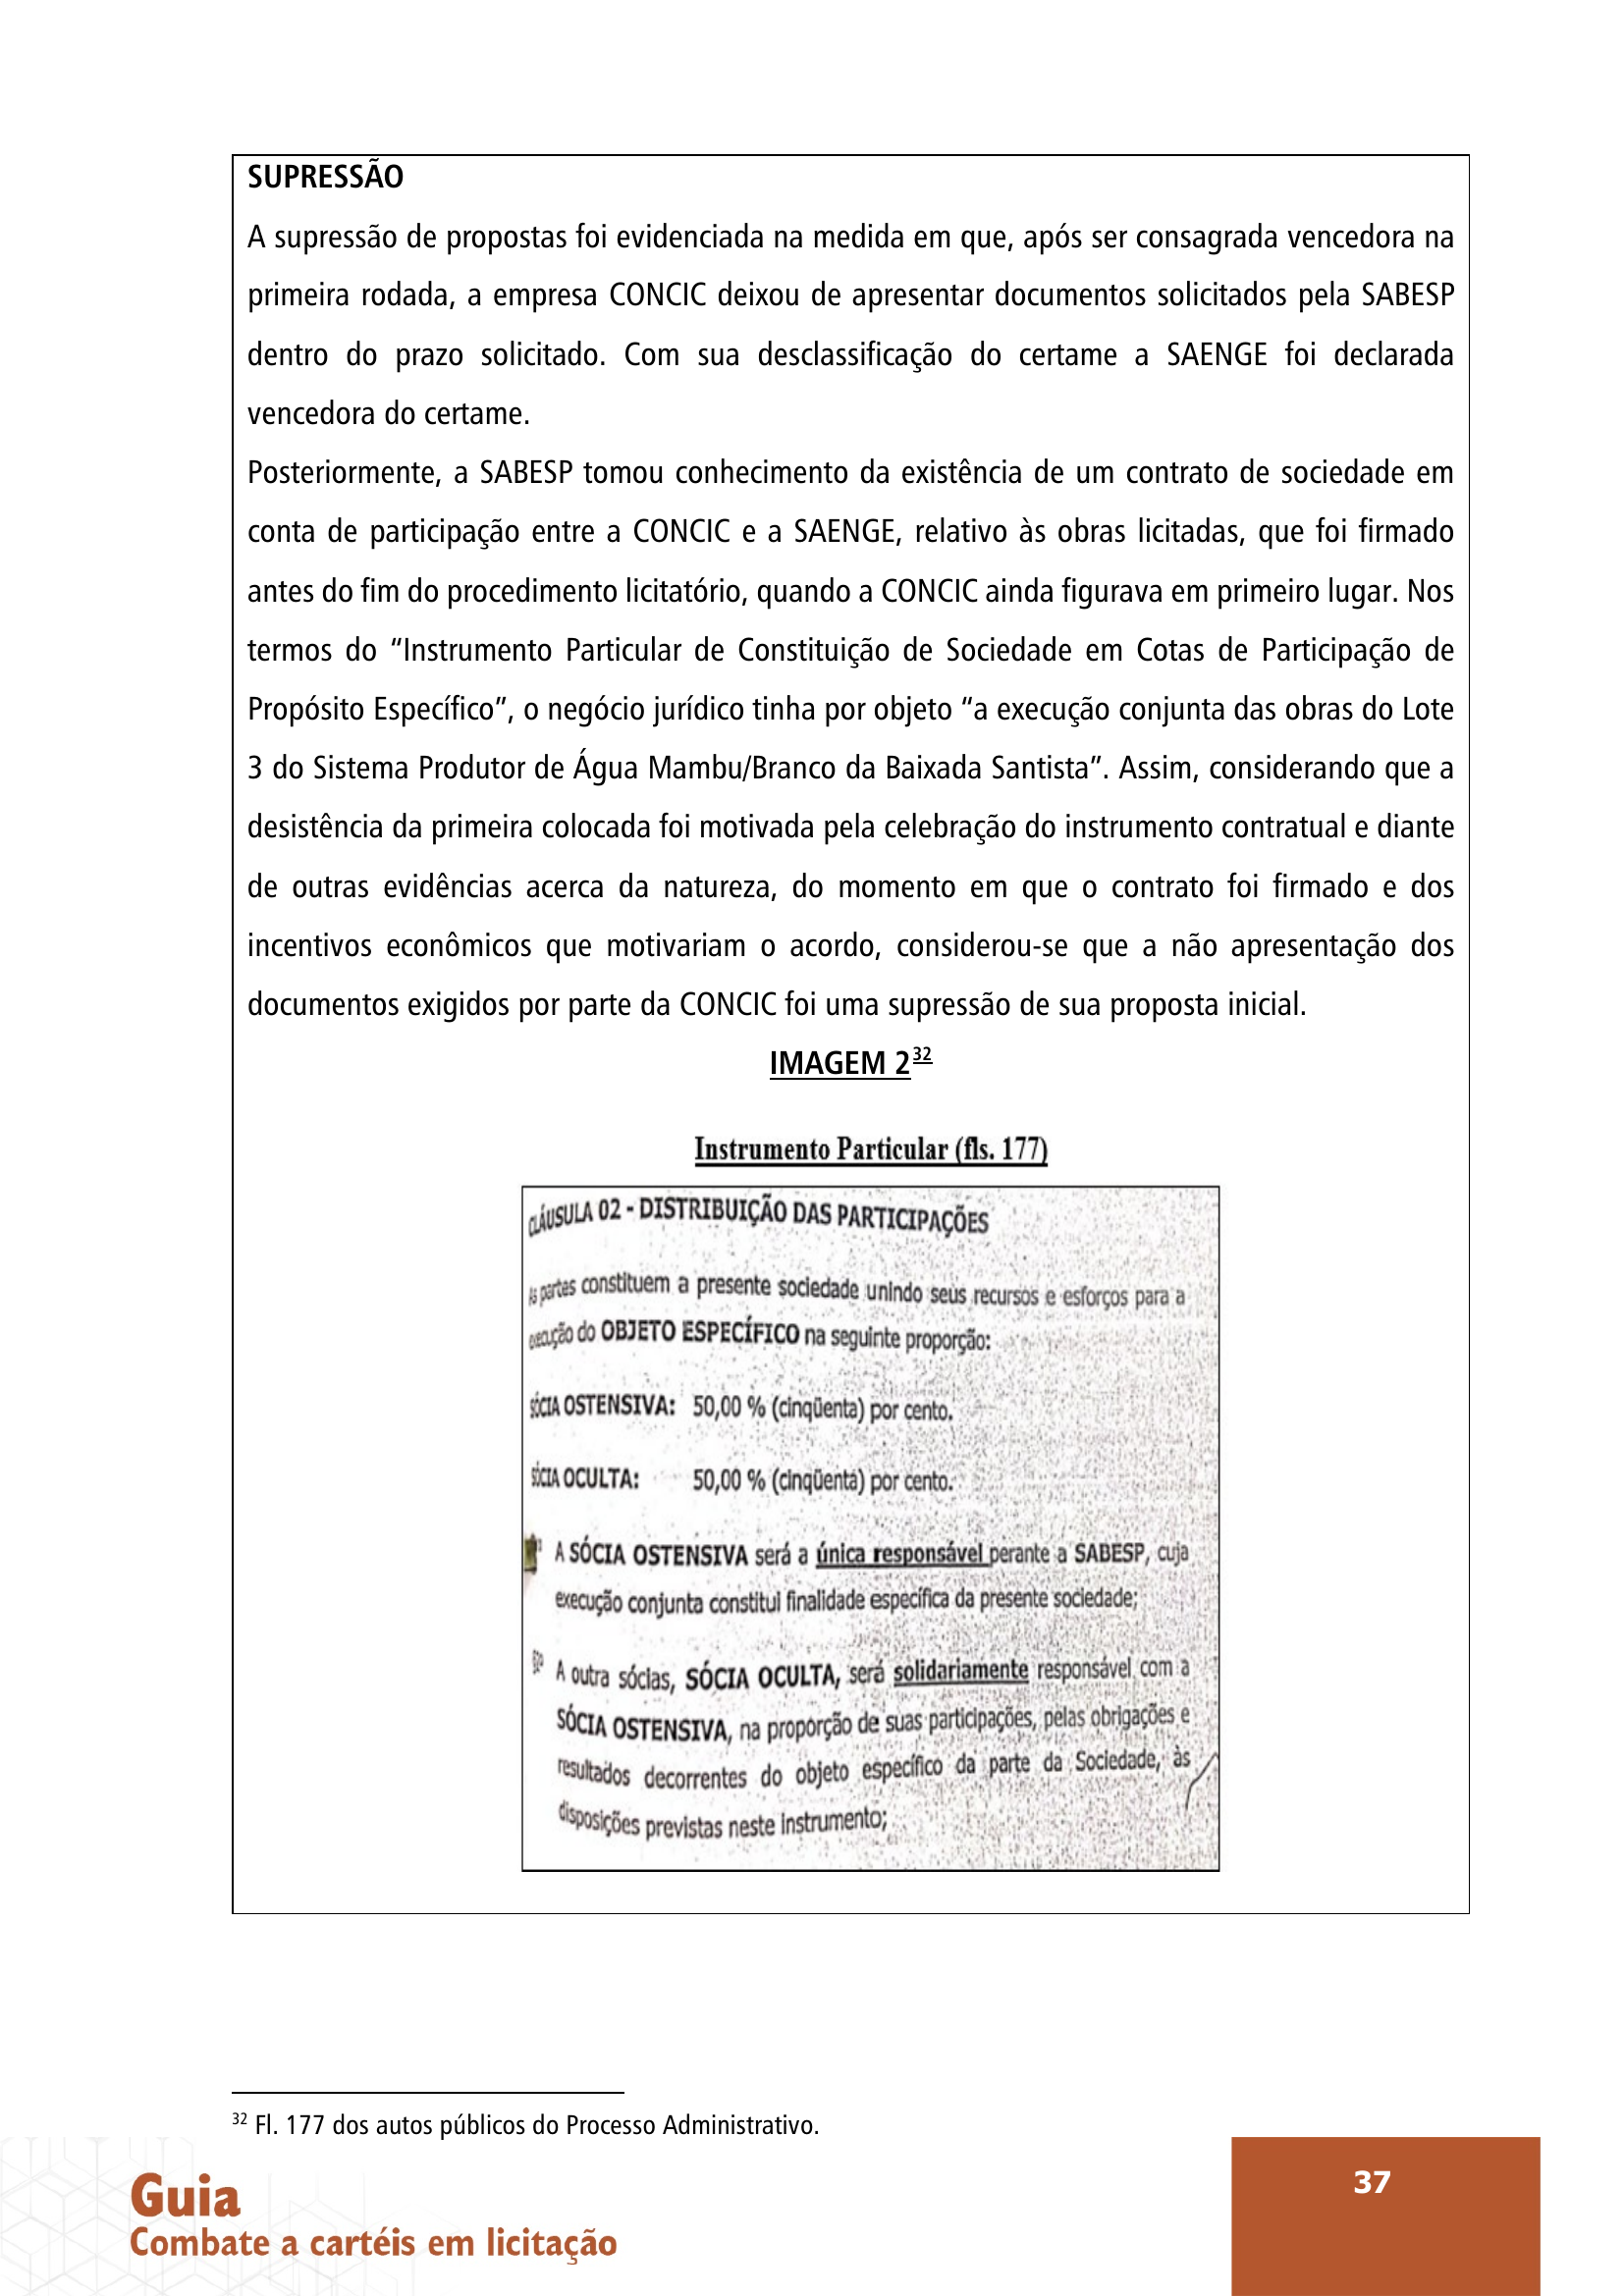 SUPRESSÃO
A supressão de propostas foi evidenciada na medida em que, após ser consagrada vencedora na
primeira rodada, a empresa CONCIC deixou de apresentar documentos solicitados pela SABESP
dentro do prazo solicitado. Com sua desclassificação do certame a SAENGE foi declarada
vencedora do certame.
Posteriormente, a SABESP tomou conhecimento da existência de um contrato de sociedade em
conta de participação entre a CONCIC e a SAENGE, relativo às obras licitadas, que foi firmado
antes do fim do procedimento licitatório, quando a CONCIC ainda figurava em primeiro lugar. Nos
termos do “Instrumento Particular de Constituição de Sociedade em Cotas de Participação de
Propósito Específico”, o negócio jurídico tinha por objeto “a execução conjunta das obras do Lote
3 do Sistema Produtor de Água Mambu/Branco da Baixada Santista”. Assim, considerando que a
desistência da primeira colocada foi motivada pela celebração do instrumento contratual e diante
de outras evidências acerca da natureza, do momento em que o contrato foi firmado e dos
incentivos econômicos que motivariam o acordo, considerou-se que a não apresentação dos
documentos exigidos por parte da CONCIC foi uma supressão de sua proposta inicial.
IMAGEM 2³²
Instrumento Particular (fls. 177)
CLÁUSULA 02 - DISTRIBUIÇÃO DAS PARTICIPAÇÕES
As partes constituem a presente sociedade unindo seus recursos e esforços para a
execução do OBJETO ESPECÍFICO na seguinte proporção:
SÓCIA OSTENSIVA: 50,00 % (cinqüenta) por cento.
SÓCIA OCULTA: 50,00 % (cinqüenta) por cento.
A SÓCIA OSTENSIVA será a única responsável perante a SABESP, cuja
execução conjunta constitui finalidade específica da presente sociedade;
A outra sócias, SÓCIA OCULTA, será solidariamente responsável com a
SÓCIA OSTENSIVA, na proporção de suas participações, pelas obrigações e
resultados decorrentes do objeto específico da parte da Sociedade, às
disposições previstas neste instrumento;
³² Fl. 177 dos autos públicos do Processo Administrativo.
Guia
Combate a cartéis em licitação
37